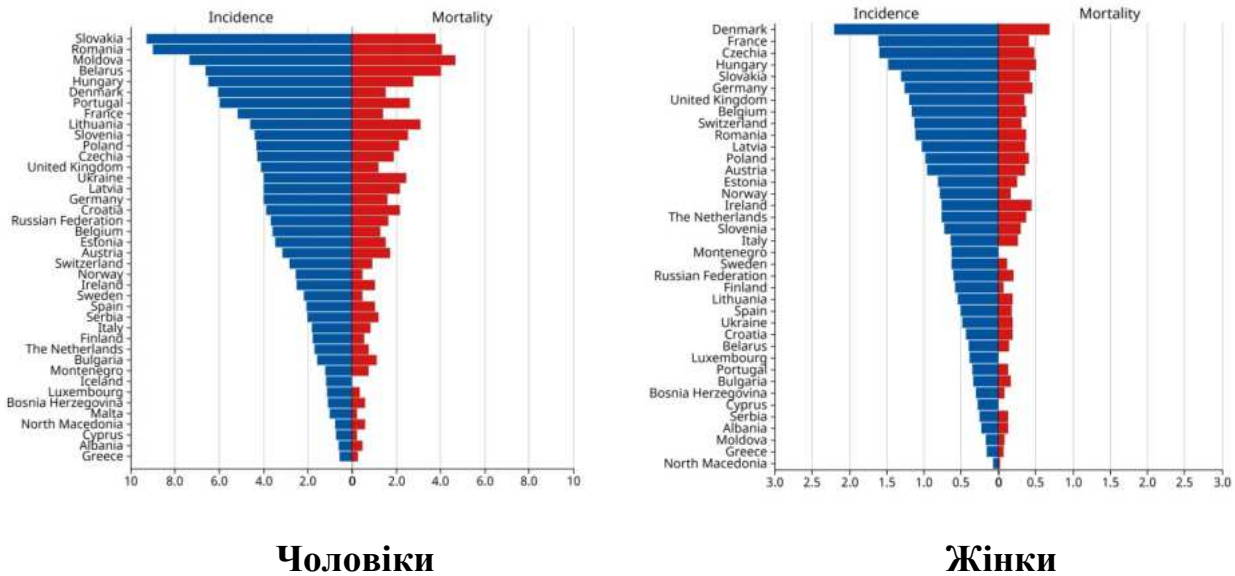 Incidence Mortality
Slovakia
Romania
Moldova
Belarus
Hungary
Denmark
Portugal
France
Lithuania
Slovenia
Poland
Czechia
United Kingdom
Ukraine
Latvia
Germany
Croatia
Russian Federation
Belgium
Estonia
Austria
Switzerland
Norway
Ireland
Sweden
Spain
Serbia
Italy
Finland
The Netherlands
Bulgaria
Montenegro
Iceland
Luxembourg
Bosnia Herzegovina
Malta
North Macedonia
Cyprus
Albania
Greece
10 8.0 6.0 4.0 2.0 0 2.0 4.0 6.0 8.0 10
Чоловіки
Incidence Mortality
Denmark
France
Czechia
Hungary
Slovakia
Germany
United Kingdom
Belgium
Switzerland
Romania
Latvia
Poland
Austria
Estonia
Norway
Ireland
The Netherlands
Slovenia
Italy
Montenegro
Sweden
Russian Federation
Finland
Lithuania
Spain
Ukraine
Croatia
Belarus
Luxembourg
Portugal
Bulgaria
Bosnia Herzegovina
Cyprus
Serbia
Albania
Moldova
Greece
North Macedonia
3.0 2.5 2.0 1.5 1.0 0.5 0 0.5 1.0 1.5 2.0 2.5 3.0
Жінки